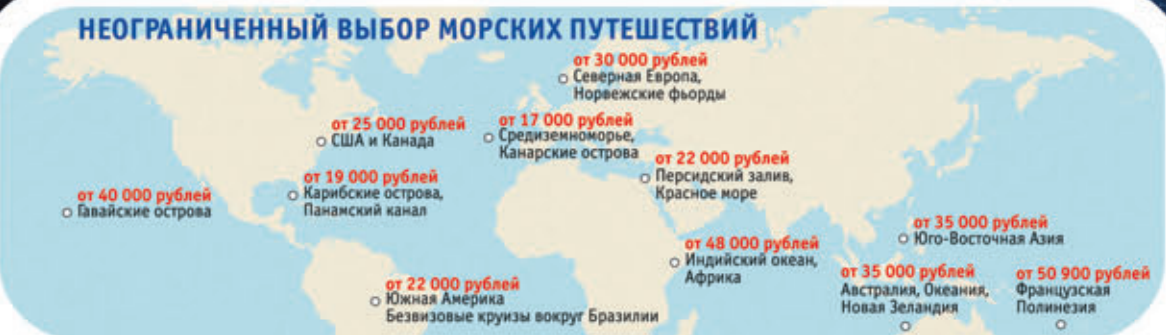 НЕОГРАНИЧЕННЫЙ ВЫБОР МОРСКИХ ПУТЕШЕСТВИЙ
от 30 000 рублей
Северная Европа,
Норвежские фьорды
от 25 000 рублей
США и Канада
от 17 000 рублей
Средиземноморье,
Канарские острова
от 22 000 рублей
Персидский залив,
Красное море
от 40 000 рублей
Гавайские острова
от 19 000 рублей
Карибские острова,
Панамский канал
от 35 000 рублей
Юго-Восточная Азия
от 48 000 рублей
Индийский океан,
Африка
от 35 000 рублей
Австралия, Океания,
Новая Зеландия
от 50 900 рублей
Французская
Полинезия
от 22 000 рублей
Южная Америка
Безвизовые круизы вокруг Бразилии